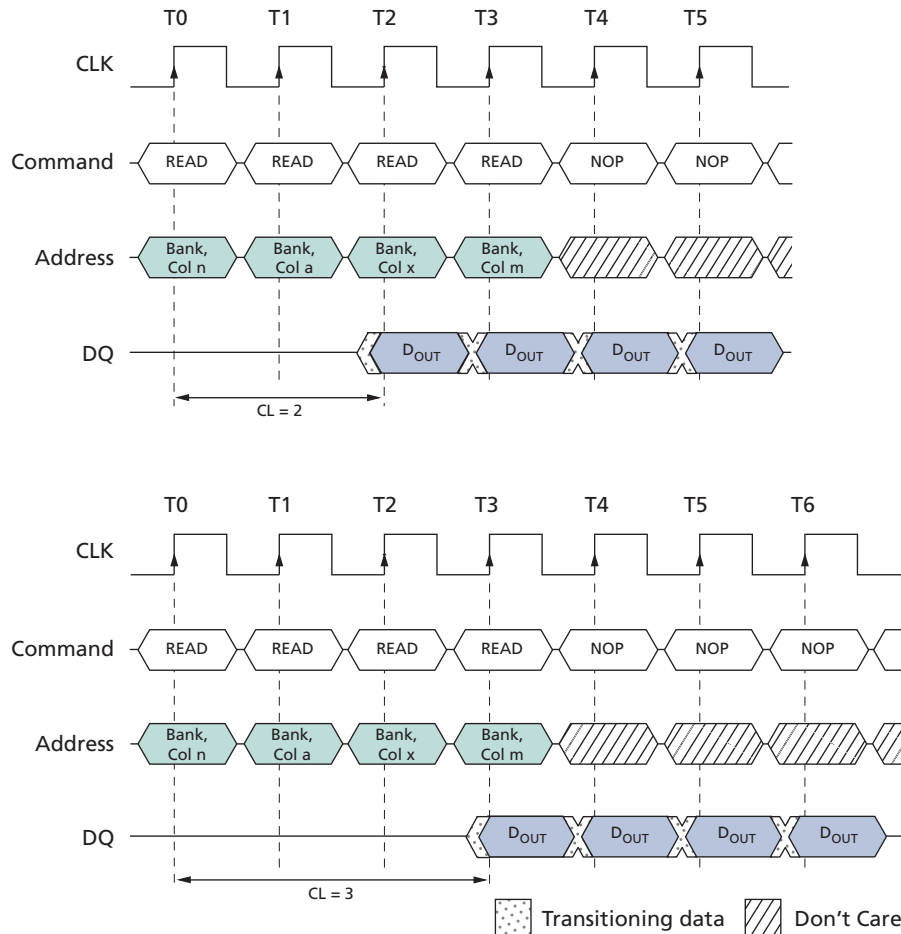 T0 T1 T2 T3 T4 T5
CLK
Command READ READ READ READ NOP NOP
Address Bank, Col n Bank, Col a Bank, Col x Bank, Col m
DQ DOUT DOUT DOUT DOUT
CL = 2
T0 T1 T2 T3 T4 T5 T6
CLK
Command READ READ READ READ NOP NOP NOP
Address Bank, Col n Bank, Col a Bank, Col x Bank, Col m
DQ DOUT DOUT DOUT DOUT
CL = 3
Transitioning data Don't Care